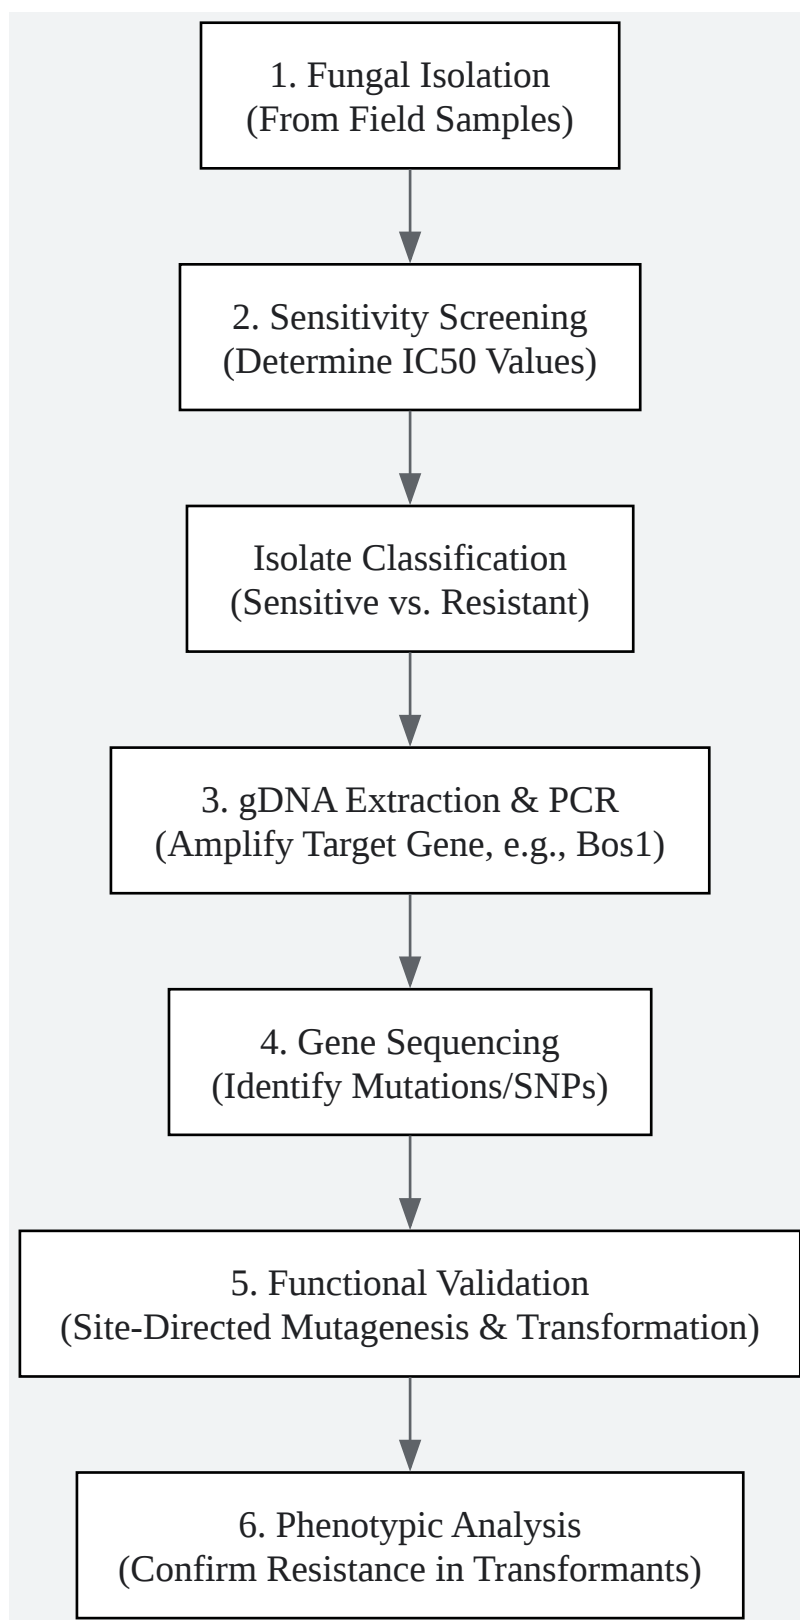 1. Fungal Isolation
(From Field Samples)
2. Sensitivity Screening
(Determine IC50 Values)
Isolate Classification
(Sensitive vs. Resistant)
3. gDNA Extraction & PCR
(Amplify Target Gene, e.g., Bos1)
4. Gene Sequencing
(Identify Mutations/SNPs)
5. Functional Validation
(Site-Directed Mutagenesis & Transformation)
6. Phenotypic Analysis
(Confirm Resistance in Transformants)